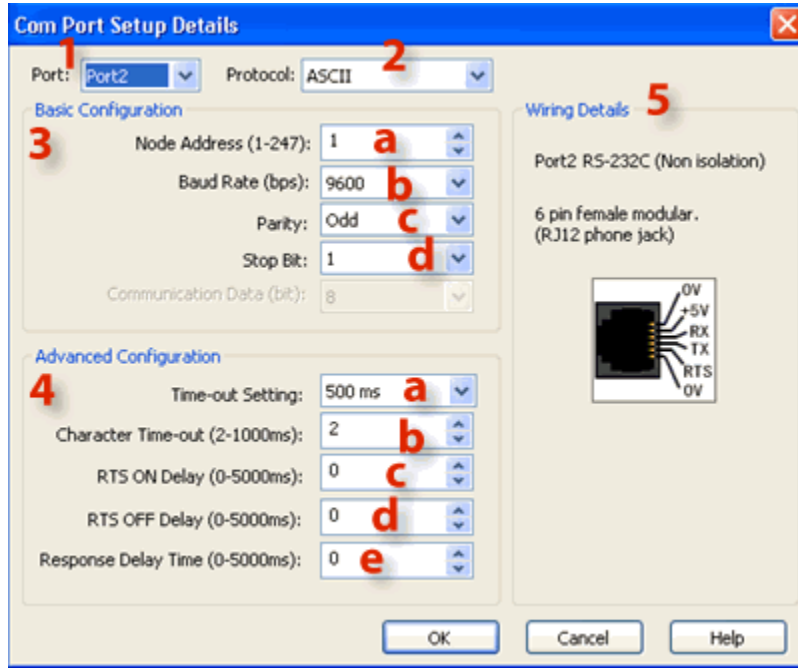 Com Port Setup Details
1
2
Port: Port2 Protocol: ASCII
Basic Configuration
3
Node Address (1-247): 1 a
Baud Rate (bps): 9600 b
Parity: Odd c
Stop Bit: 1 d
Communication Data (bit): 8
Advanced Configuration
4
Time-out Setting: 500 ms a
Character Time-out (2-1000ms): 2 b
RTS ON Delay (0-5000ms): 0 c
RTS OFF Delay (0-5000ms): 0 d
Response Delay Time (0-5000ms): 0 e
Wiring Details 5
Port2 RS-232C (Non isolation)
6 pin female modular.
(RJ12 phone jack)
0V
+5V
RX
TX
RTS
0V
OK Cancel Help